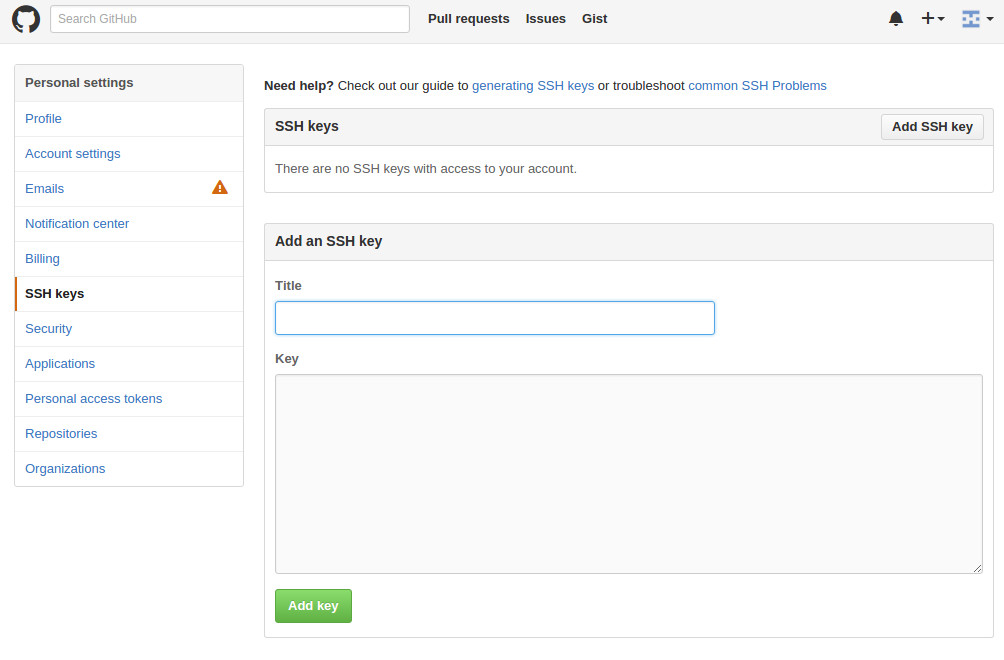 Search GitHub Pull requests Issues Gist
Personal settings
Profile
Account settings
Emails
Notification center
Billing
SSH keys
Security
Applications
Personal access tokens
Repositories
Organizations
Need help? Check out our guide to generating SSH keys or troubleshoot common SSH Problems
SSH keys Add SSH key
There are no SSH keys with access to your account.
Add an SSH key
Title
Key
Add key